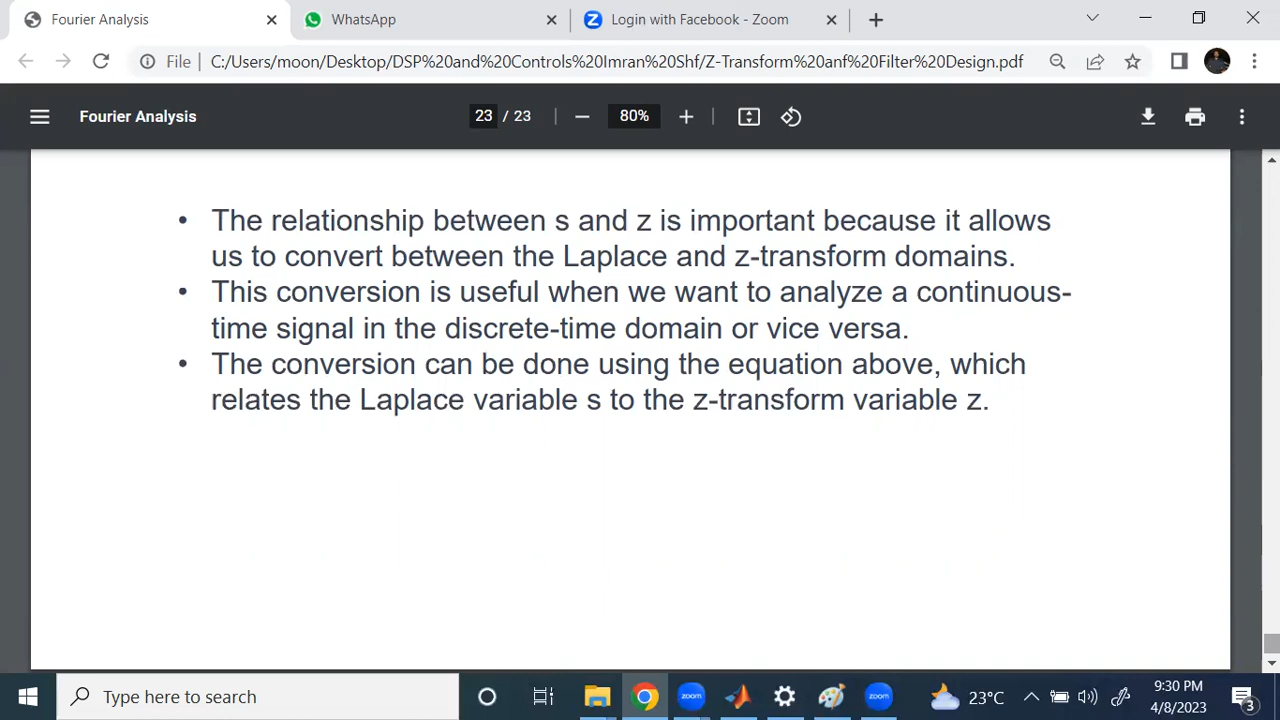 Fourier Analysis
WhatsApp
Login with Facebook - Zoom
File
C:/Users/moon/Desktop/DSP%20and%20Controls%20Imran%20Shf/Z-Transform%20anf%20Filter%20Design.pdf
Fourier Analysis
23 / 23
80%
• The relationship between s and z is important because it allows
us to convert between the Laplace and z-transform domains.
• This conversion is useful when we want to analyze a continuous-
time signal in the discrete-time domain or vice versa.
• The conversion can be done using the equation above, which
relates the Laplace variable s to the z-transform variable z.
Type here to search
zoom
zoom
23°C
9:30 PM
4/8/2023
3